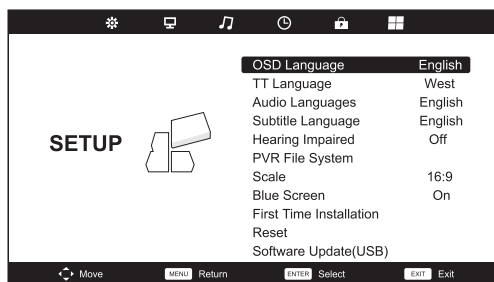 SETUP
OSD Language English
TT Language West
Audio Languages English
Subtitle Language English
Hearing Impaired Off
PVR File System
Scale 16:9
Blue Screen On
First Time Installation
Reset
Software Update(USB)
Move MENU Return ENTER Select EXIT Exit